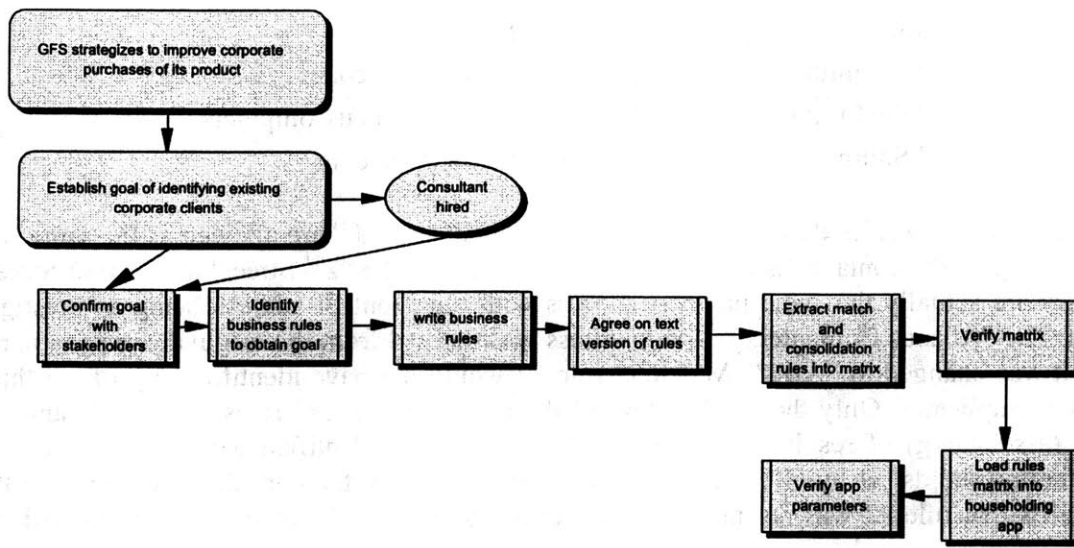 GFS strategizes to improve corporate
purchases of its product
Establish goal of identifying existing
corporate clients
Consultant
hired
Confirm goal
with
stakeholders
Identify
business rules
to obtain goal
write business
rules
Agree on text
version of rules
Extract match
and
consolidation
rules into matrix
Verify matrix
Load rules
matrix into
householding
app
Verify app
parameters